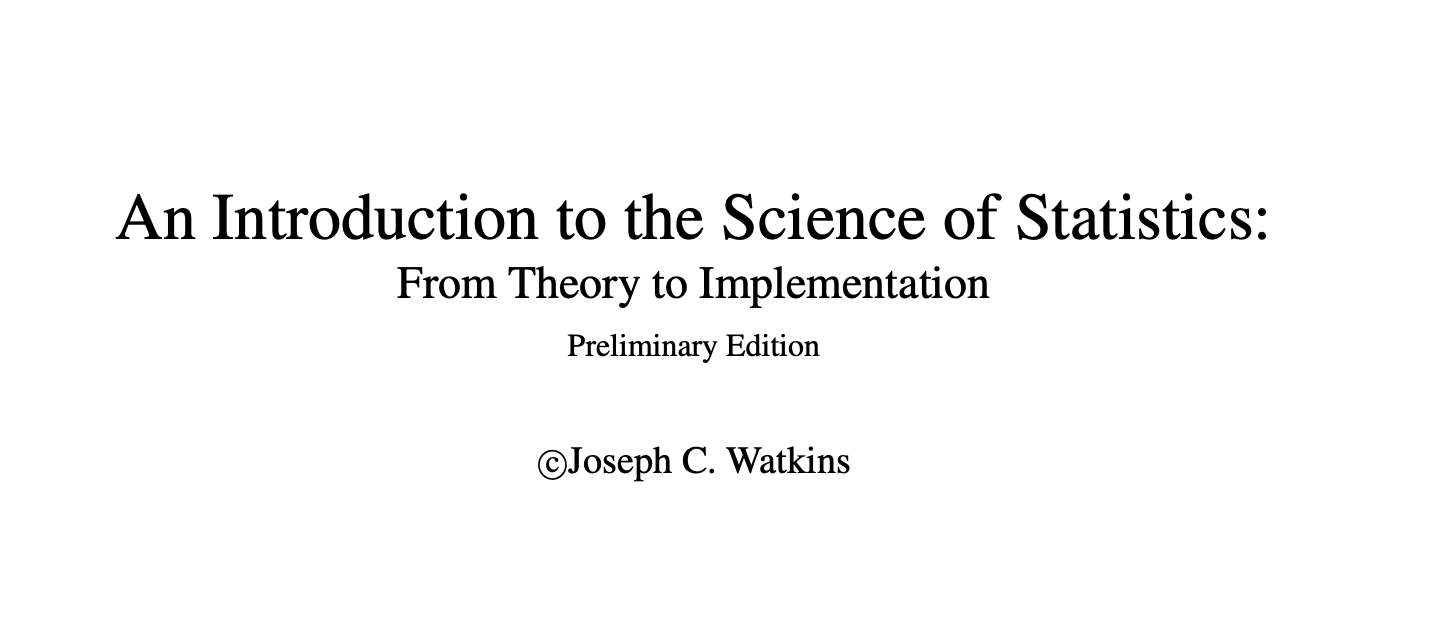 An Introduction to the Science of Statistics:
From Theory to Implementation
Preliminary Edition
©Joseph C. Watkins